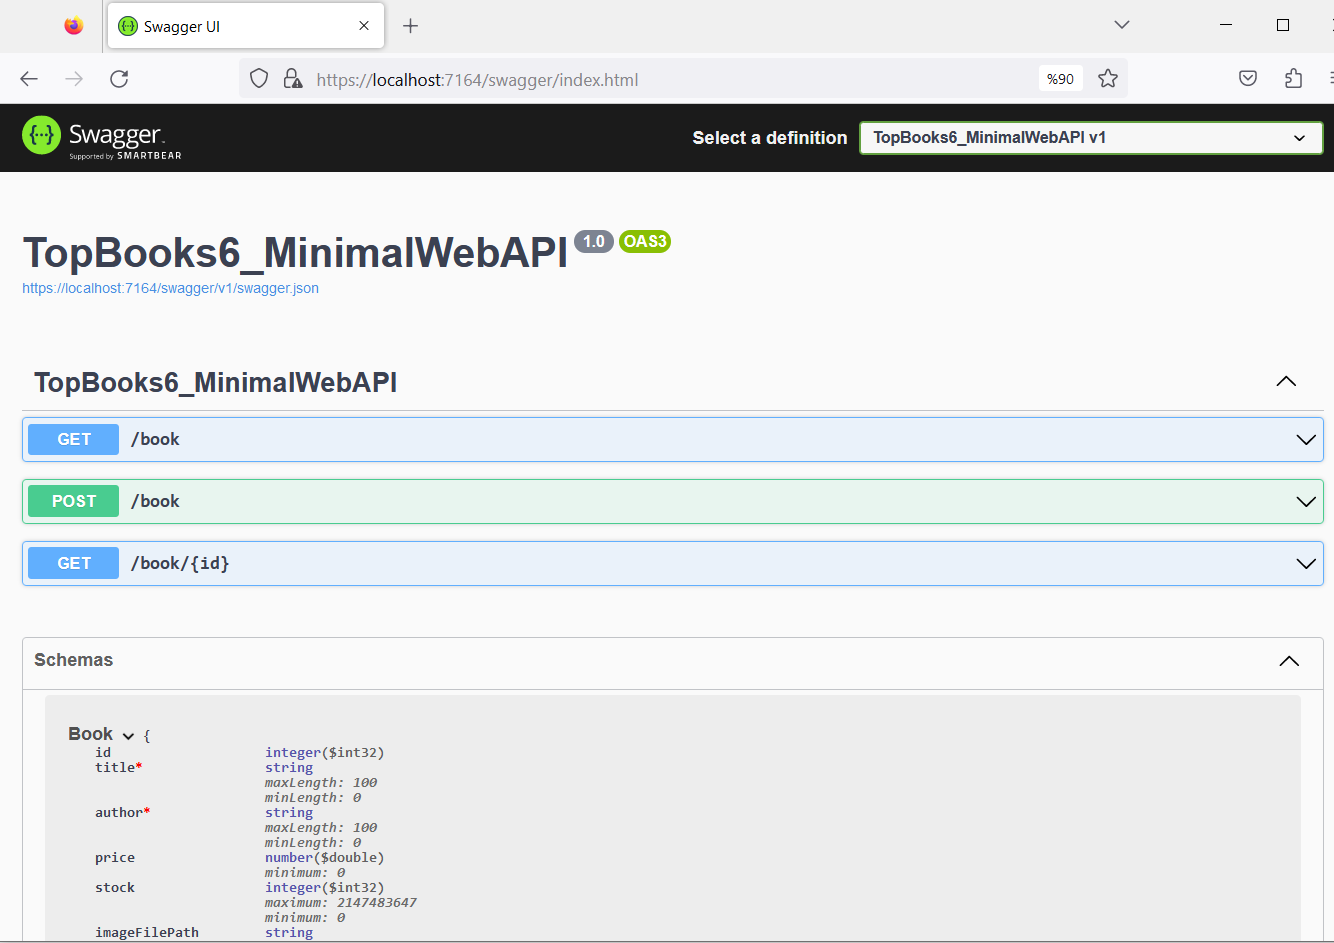 Swagger UI
https://localhost:7164/swagger/index.html
%90
Swagger.
Supported by SMARTBEAR
Select a definition
TopBooks6_MinimalWebAPI v1
TopBooks6_MinimalWebAPI 1.0 OAS3
https://localhost:7164/swagger/v1/swagger.json
TopBooks6_MinimalWebAPI
GET /book
POST /book
GET /book/{id}
Schemas
Book {
id integer($int32)
title* string
maxLength: 100
minLength: 0
author* string
maxLength: 100
minLength: 0
price number($double)
minimum: 0
stock integer($int32)
maximum: 2147483647
minimum: 0
imageFilePath string